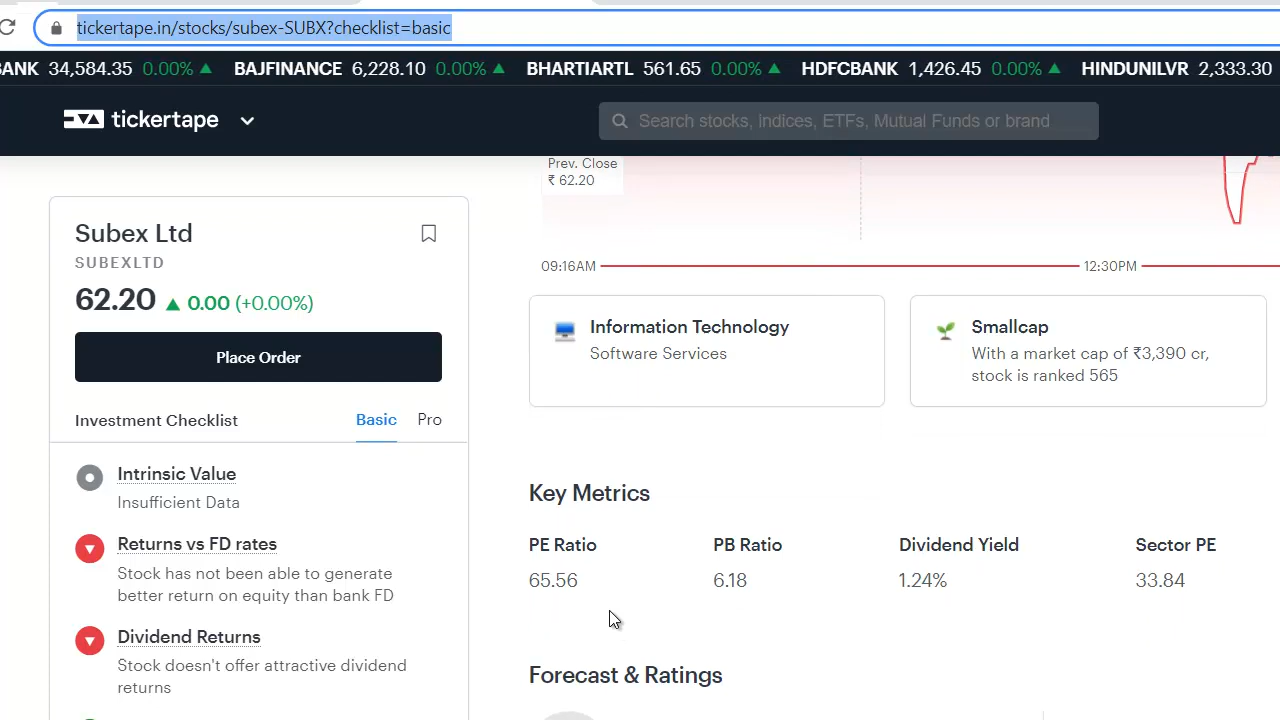 tickertape.in/stocks/subex-SUBX?checklist=basic
ANK 34,584.35 0.00% ▲ BAJFINANCE 6,228.10 0.00% ▲ BHARTIARTL 561.65 0.00% ▲ HDFCBANK 1,426.45 0.00% ▲ HINDUNILVR 2,333.30
tickertape
Search stocks, indices, ETFs, Mutual Funds or brand
Subex Ltd
SUBEXLTD
62.20 ▲ 0.00 (+0.00%)
Place Order
Investment Checklist Basic Pro
Intrinsic Value
Insufficient Data
Returns vs FD rates
Stock has not been able to generate
better return on equity than bank FD
Dividend Returns
Stock doesn't offer attractive dividend
returns
Prev. Close
₹ 62.20
09:16AM 12:30PM
Information Technology
Software Services
Smallcap
With a market cap of ₹3,390 cr,
stock is ranked 565
Key Metrics
PE Ratio PB Ratio Dividend Yield Sector PE
65.56 6.18 1.24% 33.84
Forecast & Ratings